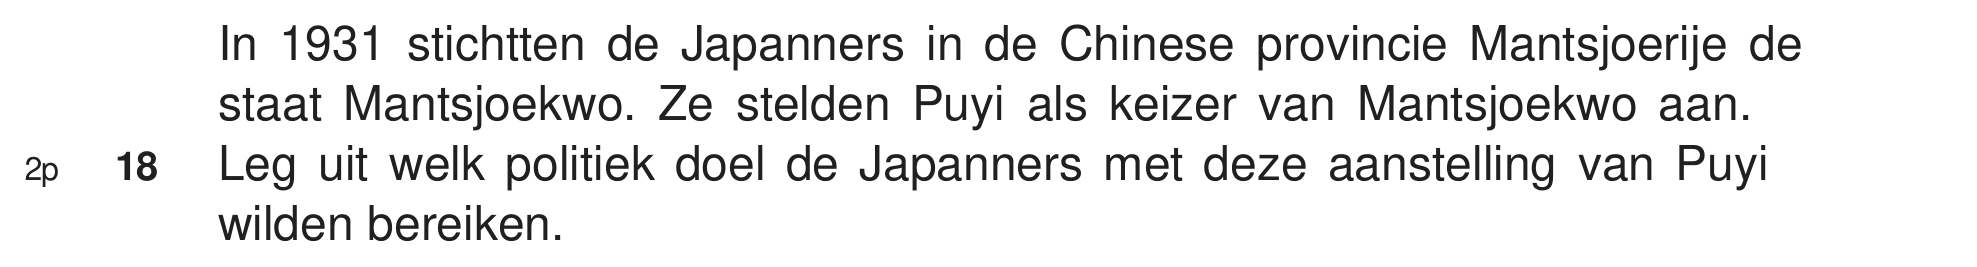 In 1931 stichtten de Japanners in de Chinese provincie Mantsjoerije de
staat Mantsjoekwo. Ze stelden Puyi als keizer van Mantsjoekwo aan.
2p 18 Leg uit welk politiek doel de Japanners met deze aanstelling van Puyi
wilden bereiken.